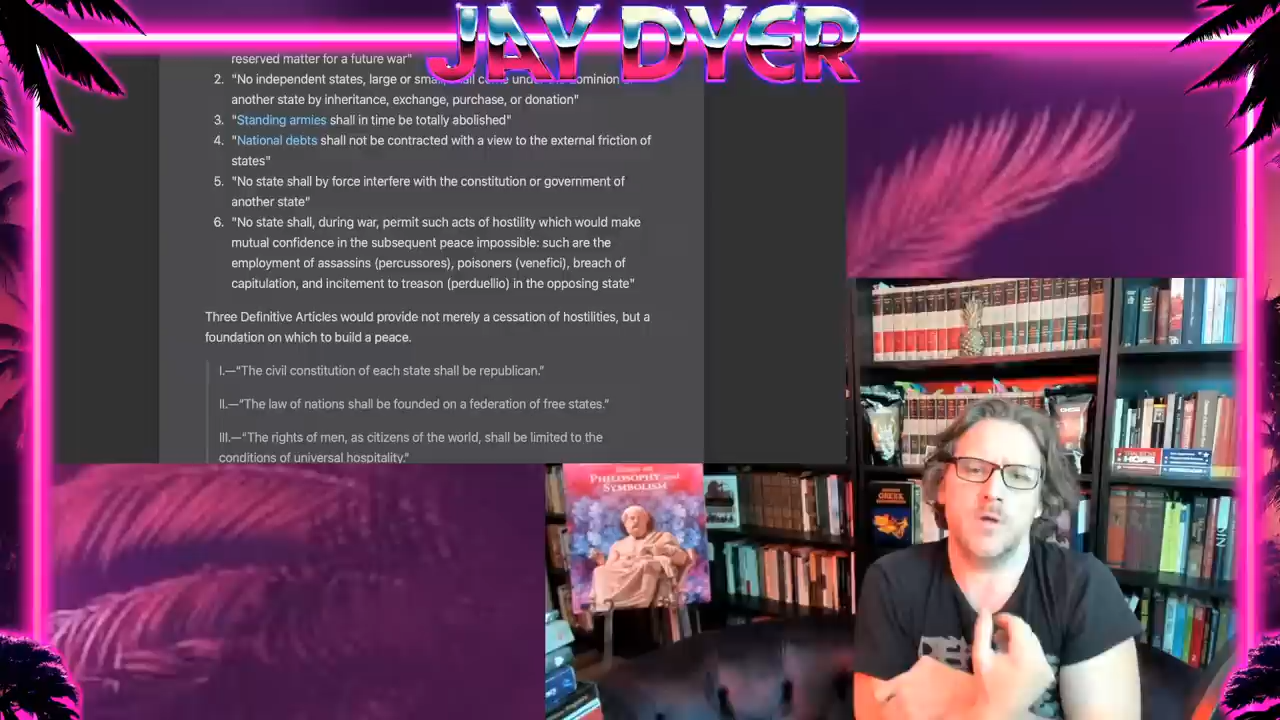 JAY DYER
reserved matter for a future war"
2. "No independent states, large or small, shall come under the dominion
another state by inheritance, exchange, purchase, or donation"
3. "Standing armies shall in time be totally abolished"
4. "National debts shall not be contracted with a view to the external friction of
states"
5. "No state shall by force interfere with the constitution or government of
another state"
6. "No state shall, during war, permit such acts of hostility which would make
mutual confidence in the subsequent peace impossible: such are the
employment of assassins (percussores), poisoners (venefici), breach of
capitulation, and incitement to treason (perduellio) in the opposing state"
Three Definitive Articles would provide not merely a cessation of hostilities, but a
foundation on which to build a peace.
I.—"The civil constitution of each state shall be republican."
II.—"The law of nations shall be founded on a federation of free states."
III.—"The rights of men, as citizens of the world, shall be limited to the
conditions of universal hospitality."
PHILOSOPHY and
SYMBOLISM
HOPE
GREEK